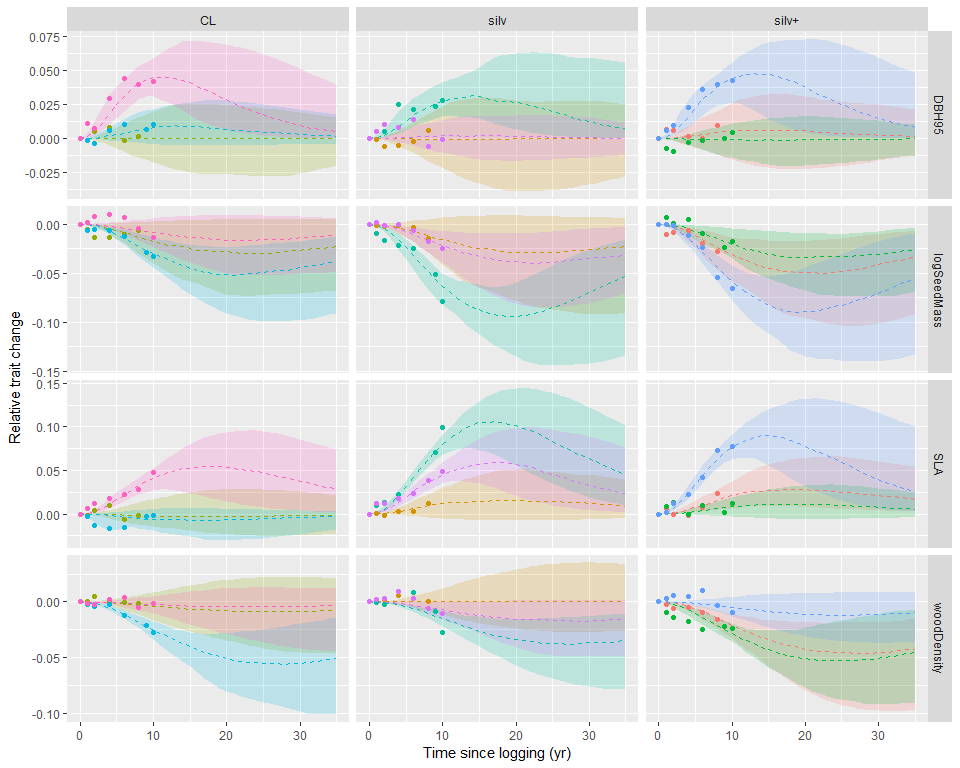 CL silv silv+
0.075
0.050
0.025
0.000
-0.025
DBH95
0.00
-0.05
-0.10
-0.15
logSeedMass
0.15
0.10
0.05
0.00
SLA
0.00
-0.05
-0.10
woodDensity
0 10 20 30 0 10 20 30 0 10 20 30
Time since logging (yr)
Relative trait change